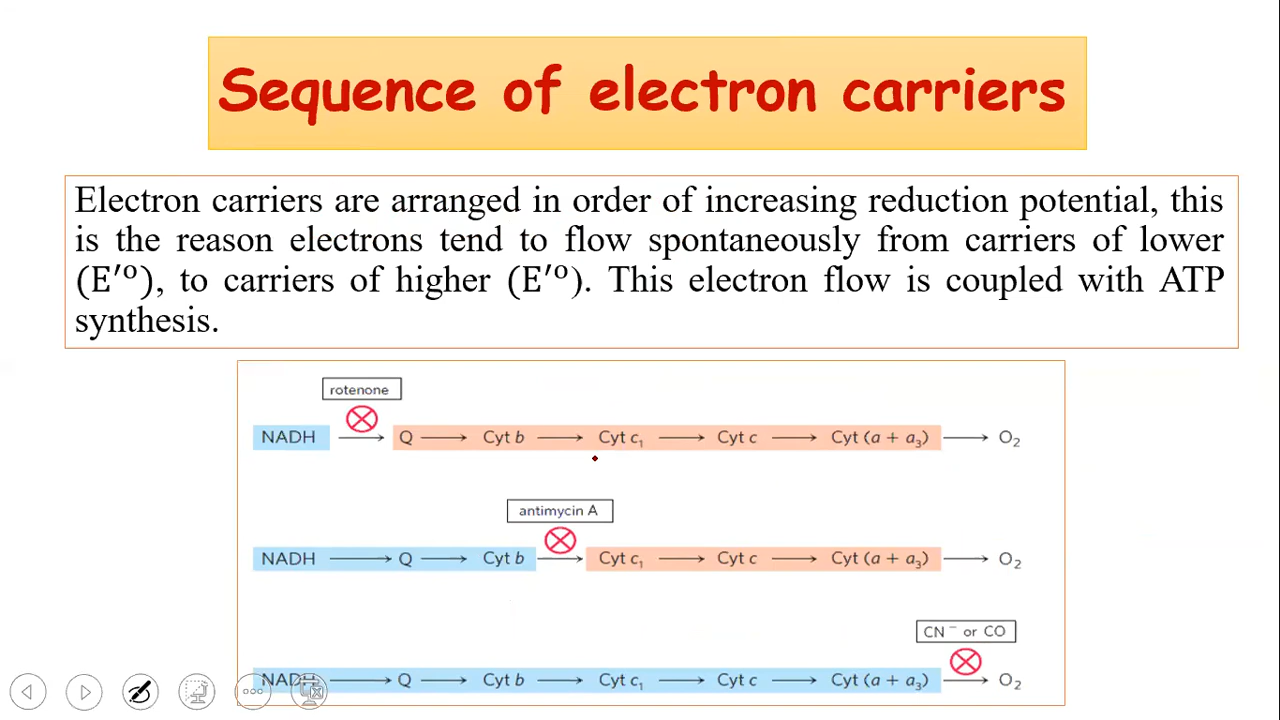 Sequence of electron carriers
Electron carriers are arranged in order of increasing reduction potential, this
is the reason electrons tend to flow spontaneously from carriers of lower
(E′º), to carriers of higher (E′º). This electron flow is coupled with ATP
synthesis.
rotenone
NADH → Q → Cyt b → Cyt c₁ → Cyt c → Cyt (a + a₃) → O₂
antimycin A
NADH → Q → Cyt b → Cyt c₁ → Cyt c → Cyt (a + a₃) → O₂
CN⁻ or CO
NADH → Q → Cyt b → Cyt c₁ → Cyt c → Cyt (a + a₃) → O₂